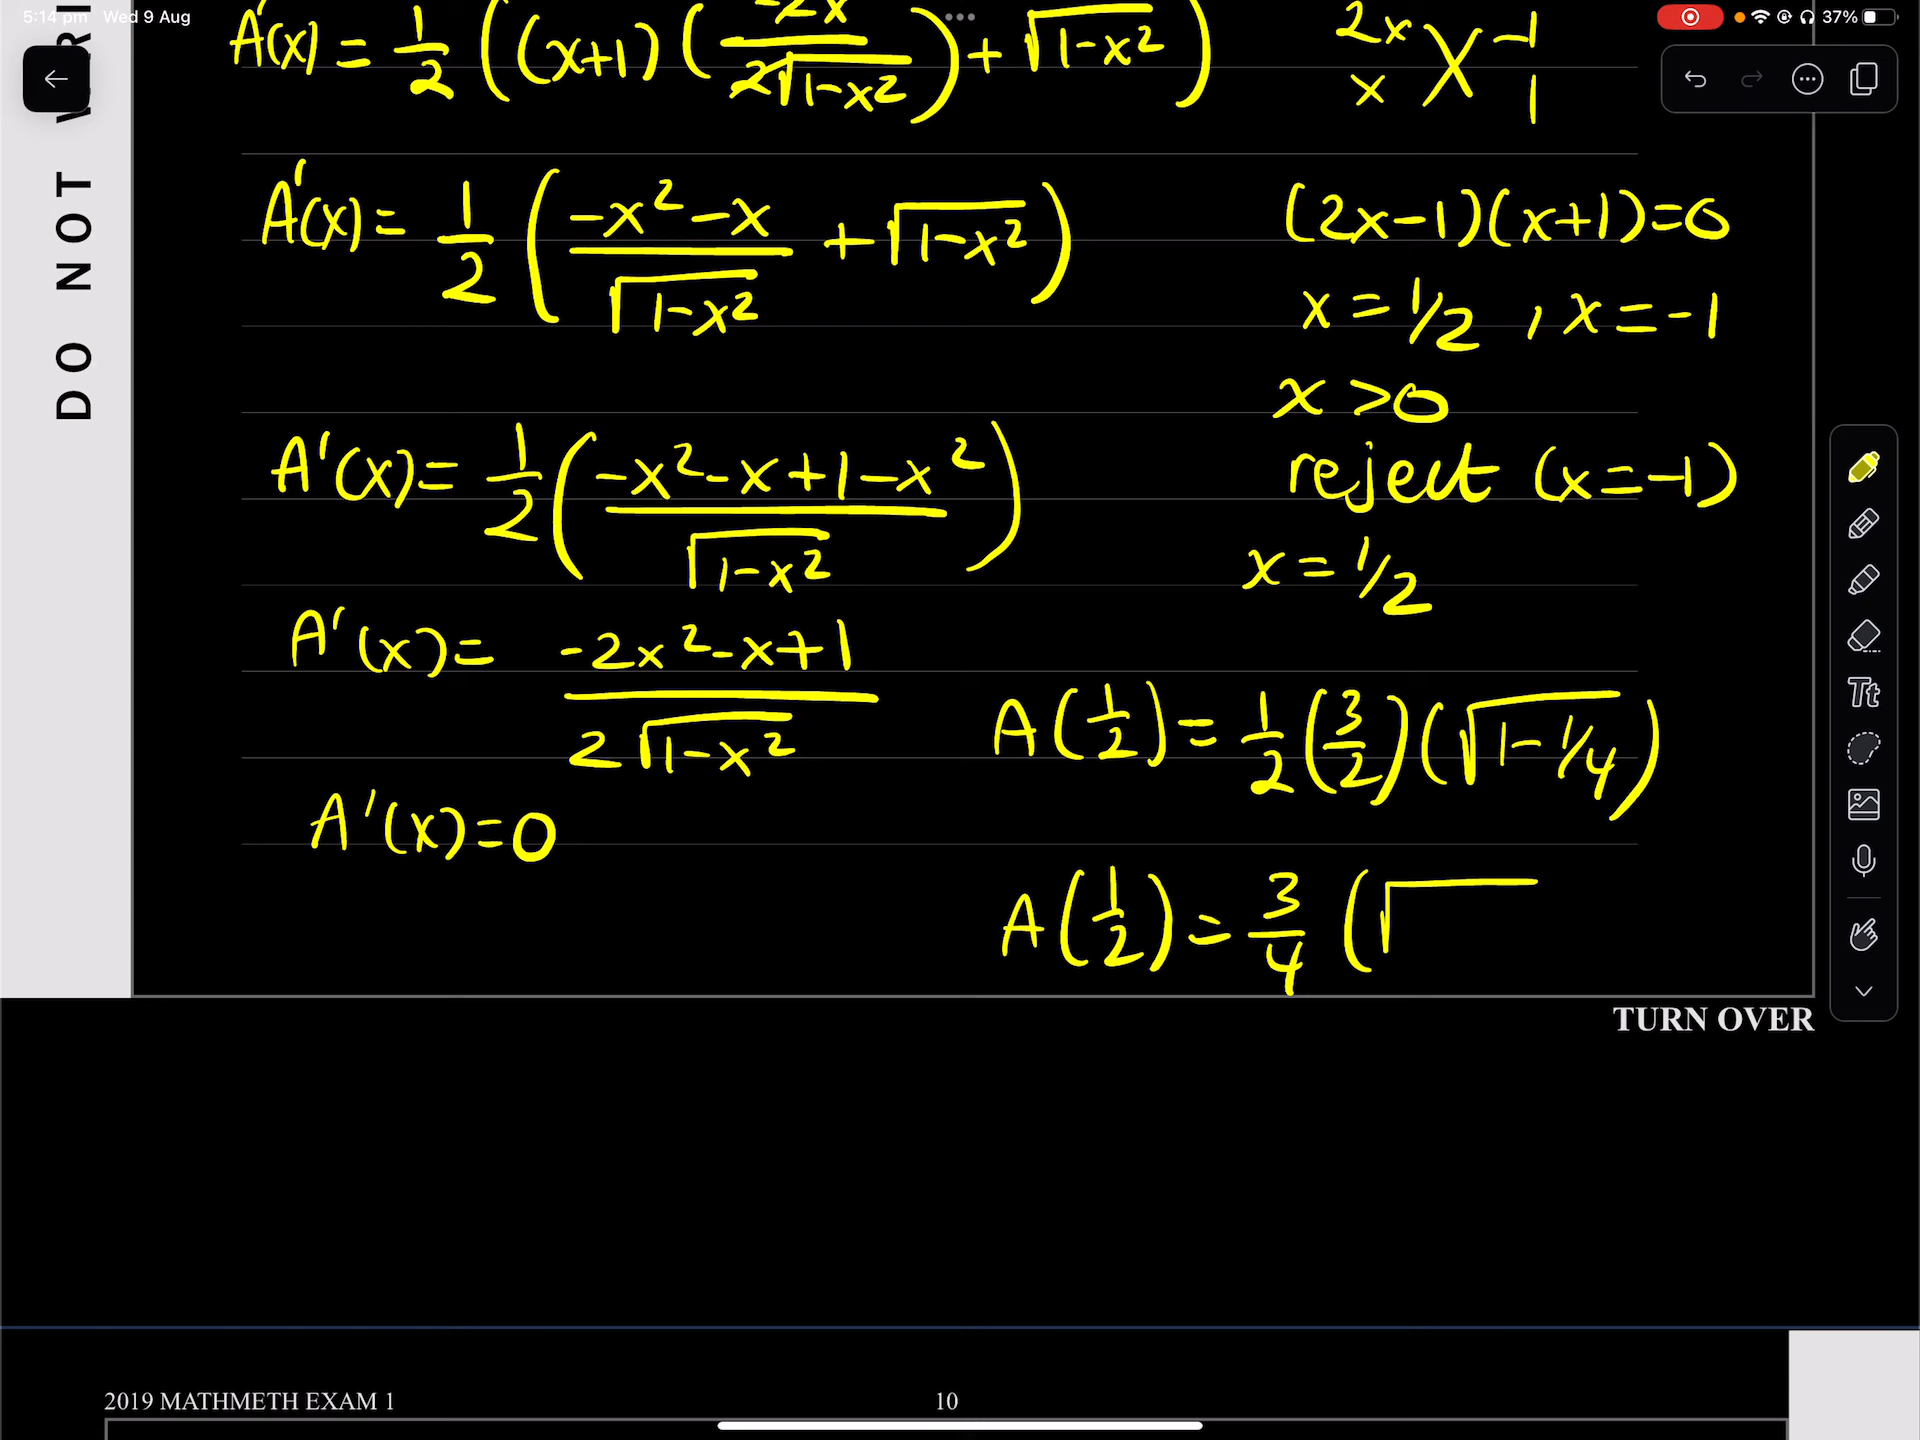 5:14 pm Wed 9 Aug
37%
DO NOT
A'(x) = 1/2 ((x+1)(-2x/2√(1-x²)) + √(1-x²))
A'(x) = 1/2 ((-x²-x)/√(1-x²) + √(1-x²))
A'(x) = 1/2 ((-x²-x+1-x²)/√(1-x²))
A'(x) = (-2x²-x+1)/(2√(1-x²))
A'(x)=0
2x -1
x 1
(2x-1)(x+1)=0
x = 1/2 , x = -1
x > 0
reject (x=-1)
x = 1/2
A(1/2) = 1/2 (3/2)(√(1-1/4))
A(1/2) = 3/4 (√
Tt
TURN OVER
2019 MATHMETH EXAM 1
10